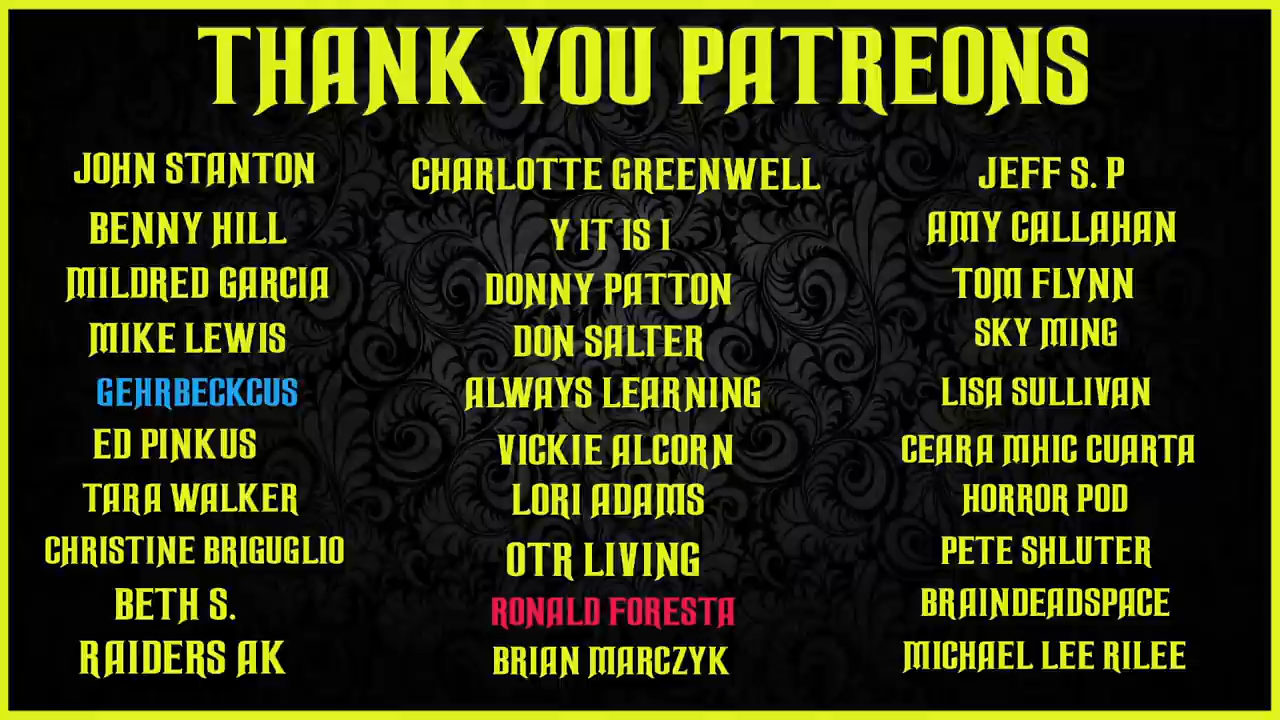 THANK YOU PATREONS
JOHN STANTON
BENNY HILL
MILDRED GARCIA
MIKE LEWIS
GEHRBECKCUS
ED PINKUS
TARA WALKER
CHRISTINE BRIGUGLIO
BETH S.
RAIDERS AK
CHARLOTTE GREENWELL
Y IT IS I
DONNY PATTON
DON SALTER
ALWAYS LEARNING
VICKIE ALCORN
LORI ADAMS
OTR LIVING
RONALD FORESTA
BRIAN MARCZYK
JEFF S. P
AMY CALLAHAN
TOM FLYNN
SKY MING
LISA SULLIVAN
CEARA MHIC CUARTA
HORROR POD
PETE SHLUTER
BRAINDEADSPACE
MICHAEL LEE RILEE